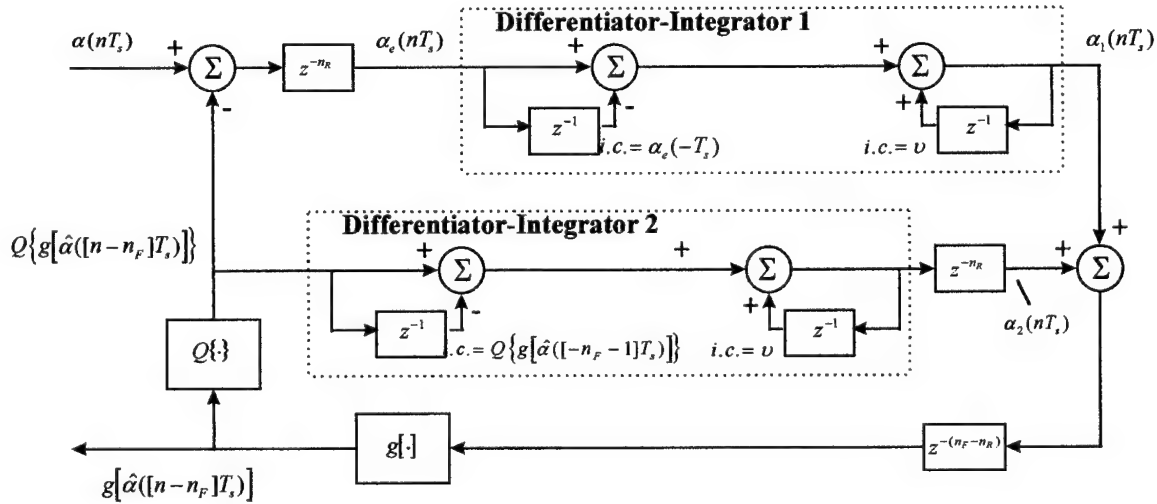 Differentiator-Integrator 1
α(nT_s)
+
Σ
-
z^{-n_R}
α_e(nT_s)
+
Σ
-
z^{-1}
i.c.= α_e(-T_s)
+
Σ
+
z^{-1}
i.c.= υ
α_1(nT_s)
Differentiator-Integrator 2
Q{g[α̂([n-n_F]T_s)]}
+
Σ
-
z^{-1}
i.c.= Q{g[α̂([-n_F-1]T_s)]}
+
Σ
+
z^{-1}
i.c.= υ
z^{-n_R}
+
+
Σ
α_2(nT_s)
Q{·}
g[·]
z^{-(n_F-n_R)}
g[α̂([n-n_F]T_s)]